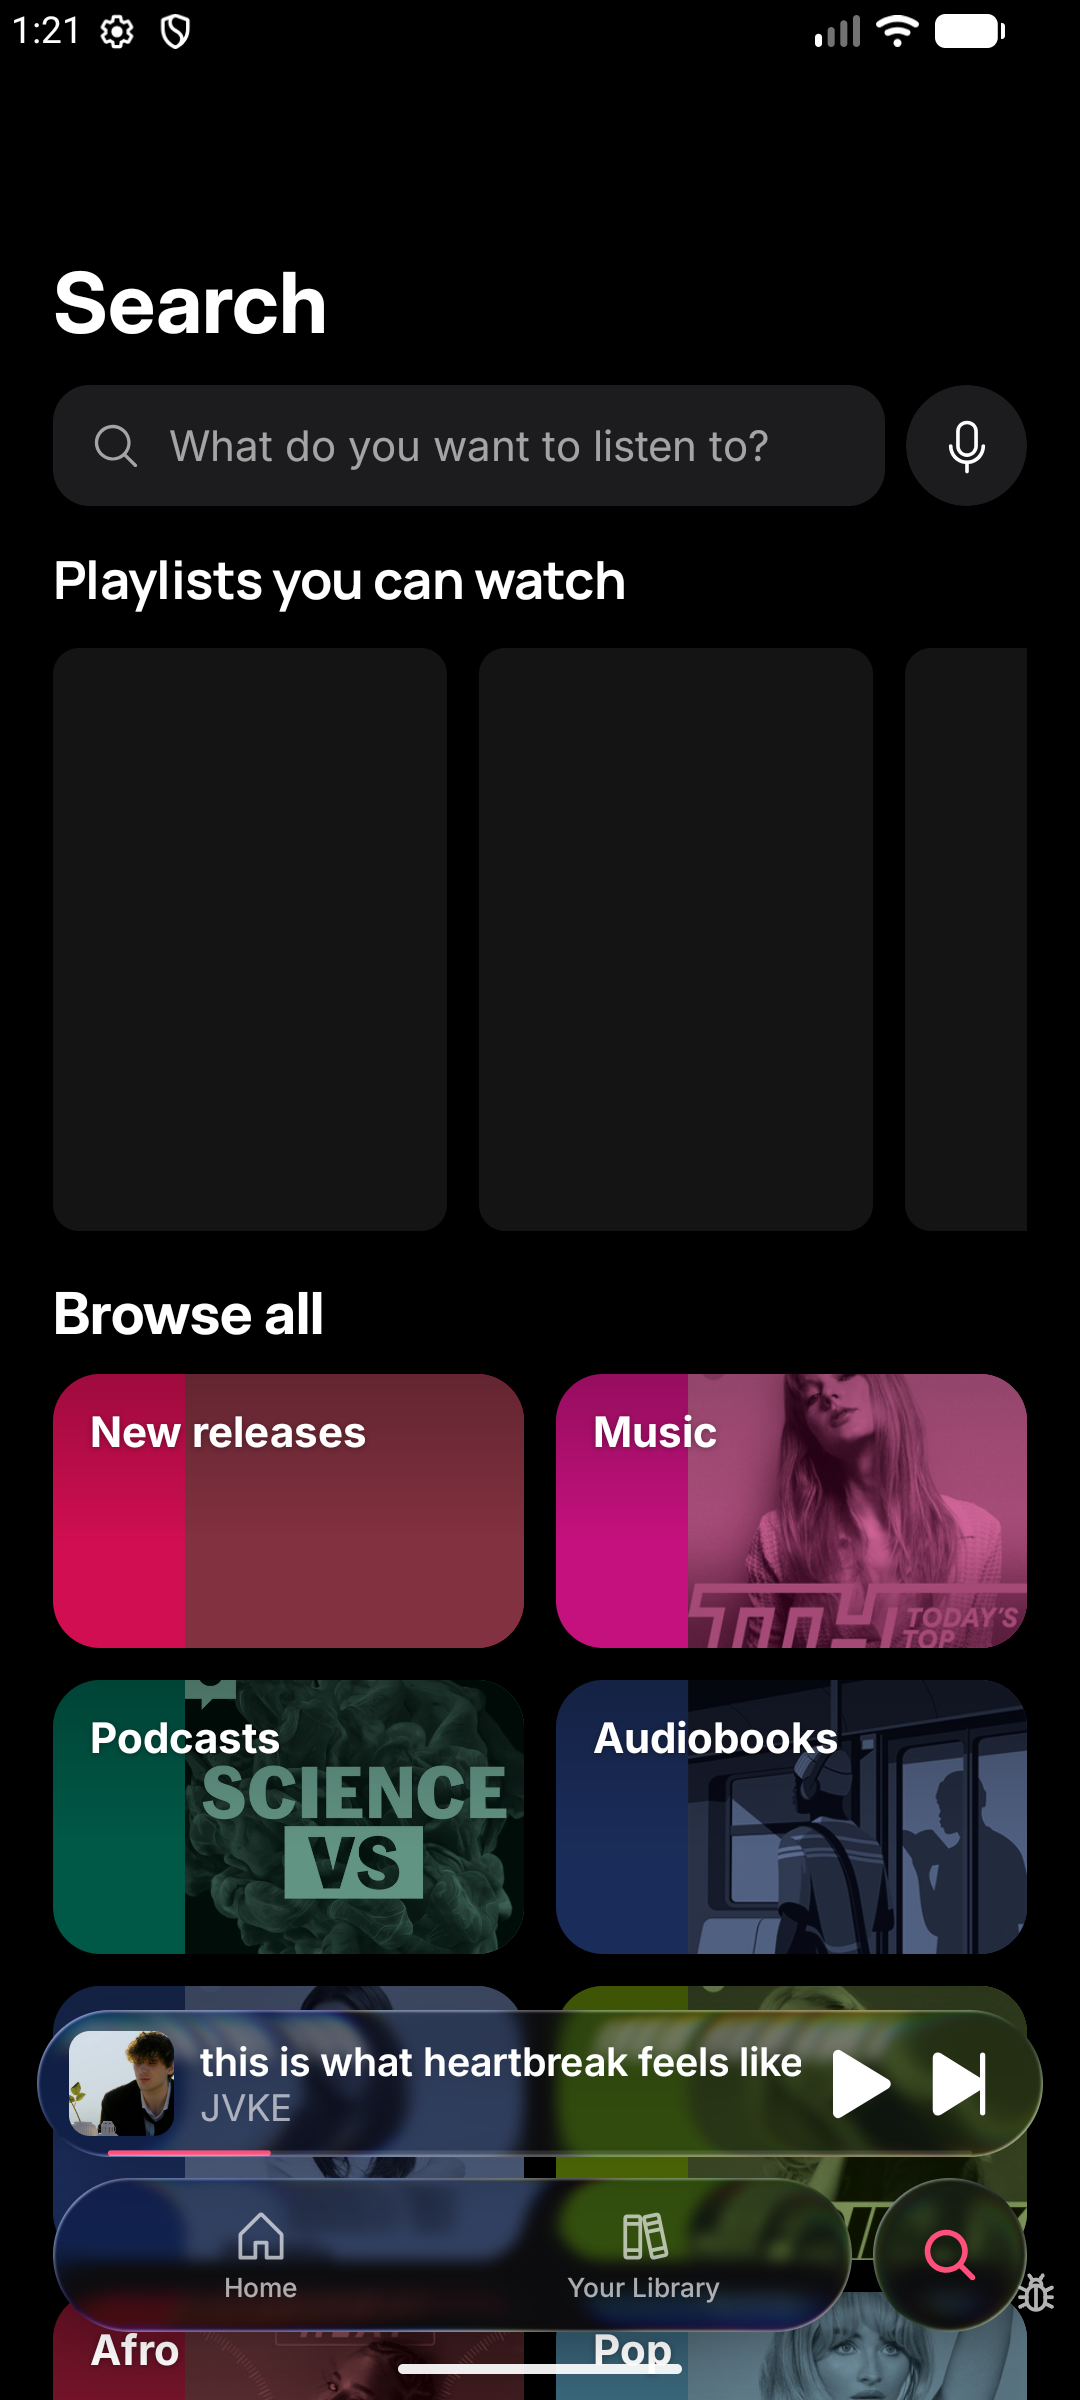 1:21
Search
What do you want to listen to?
Playlists you can watch
Browse all
New releases
Music
TODAY'S
TOP
Podcasts
SCIENCE
VS
Audiobooks
this is what heartbreak feels like
JVKE
Home
Your Library
Afro
Pop